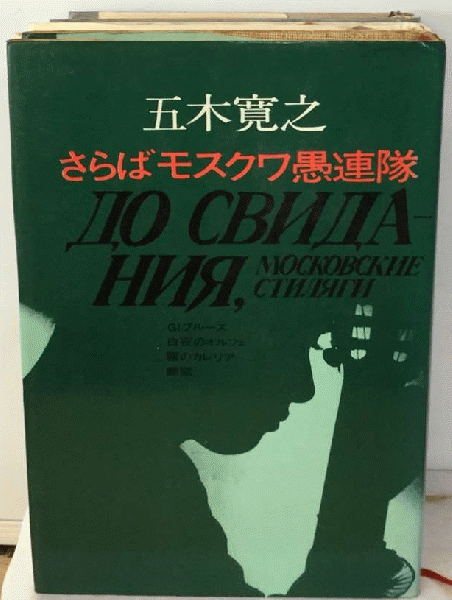 五木寛之
さらばモスクワ愚連隊
ДО СВИДА-
НИЯ, МОСКОВСКИЕ
СТИЛЯГИ
GIブルース
白夜のオルフェ
霧のカレリア
艶歌